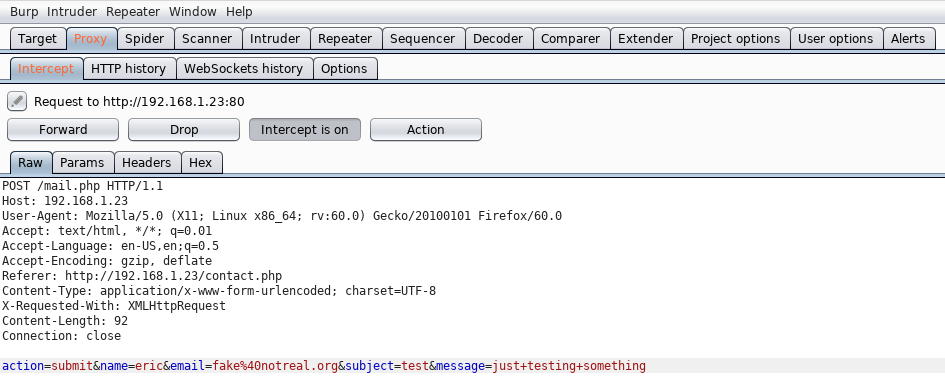 Burp Intruder Repeater Window Help
Target Proxy Spider Scanner Intruder Repeater Sequencer Decoder Comparer Extender Project options User options Alerts
Intercept HTTP history WebSockets history Options
Request to http://192.168.1.23:80
Forward Drop Intercept is on Action
Raw Params Headers Hex
POST /mail.php HTTP/1.1
Host: 192.168.1.23
User-Agent: Mozilla/5.0 (X11; Linux x86_64; rv:60.0) Gecko/20100101 Firefox/60.0
Accept: text/html, */*; q=0.01
Accept-Language: en-US,en;q=0.5
Accept-Encoding: gzip, deflate
Referer: http://192.168.1.23/contact.php
Content-Type: application/x-www-form-urlencoded; charset=UTF-8
X-Requested-With: XMLHttpRequest
Content-Length: 92
Connection: close
action=submit&name=eric&email=fake%40notreal.org&subject=test&message=just+testing+something